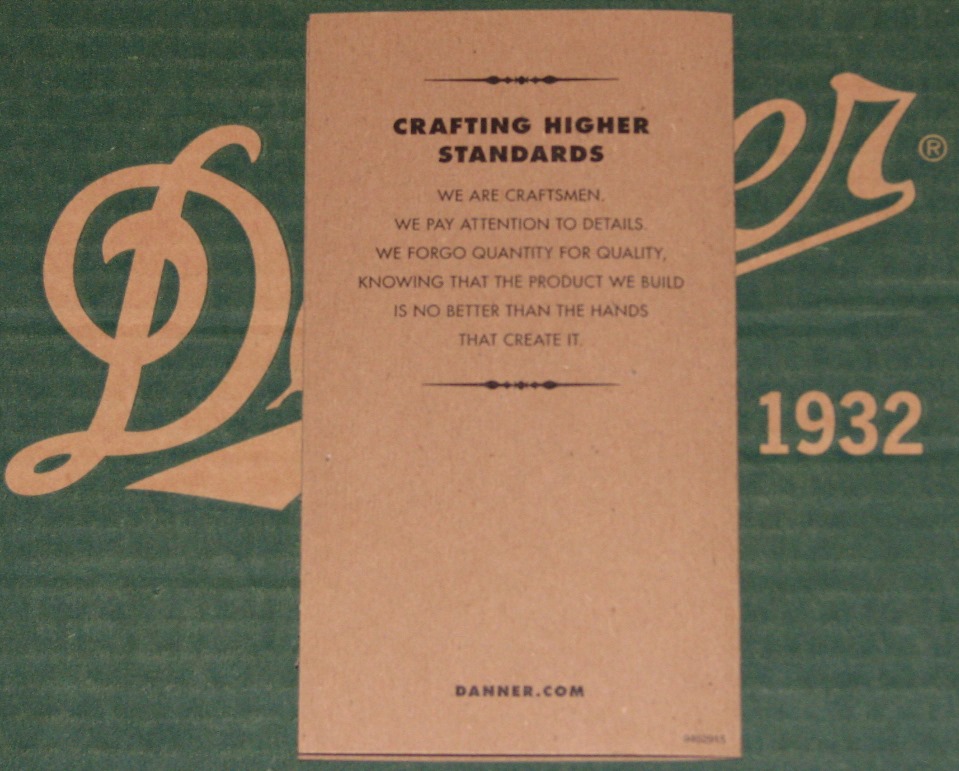 CRAFTING HIGHER
STANDARDS
WE ARE CRAFTSMEN.
WE PAY ATTENTION TO DETAILS.
WE FORGO QUANTITY FOR QUALITY,
KNOWING THAT THE PRODUCT WE BUILD
IS NO BETTER THAN THE HANDS
THAT CREATE IT.
DANNER.COM
D er ®
1932